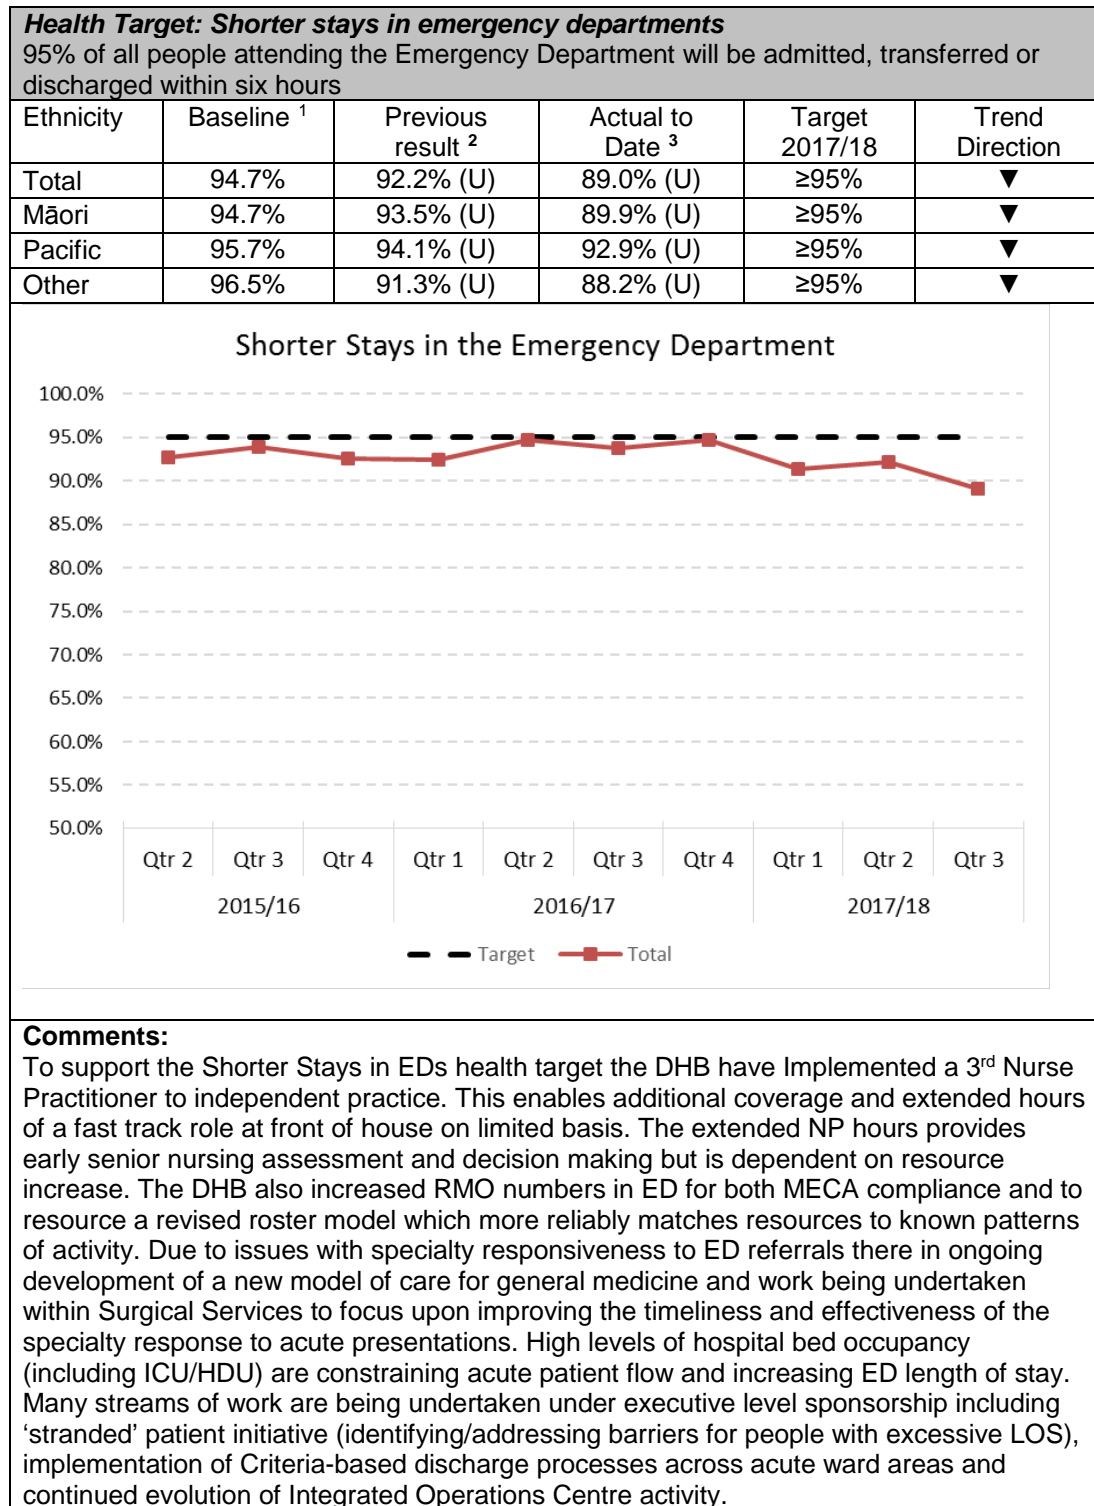 Health Target: Shorter stays in emergency departments
95% of all people attending the Emergency Department will be admitted, transferred or
discharged within six hours
Ethnicity Baseline 1 Previous result 2 Actual to Date 3 Target 2017/18 Trend Direction
Total 94.7% 92.2% (U) 89.0% (U) ≥95% ▼
Māori 94.7% 93.5% (U) 89.9% (U) ≥95% ▼
Pacific 95.7% 94.1% (U) 92.9% (U) ≥95% ▼
Other 96.5% 91.3% (U) 88.2% (U) ≥95% ▼
Shorter Stays in the Emergency Department
100.0%
95.0%
90.0%
85.0%
80.0%
75.0%
70.0%
65.0%
60.0%
55.0%
50.0%
Qtr 2 Qtr 3 Qtr 4 Qtr 1 Qtr 2 Qtr 3 Qtr 4 Qtr 1 Qtr 2 Qtr 3
2015/16 2016/17 2017/18
Target Total
Comments:
To support the Shorter Stays in EDs health target the DHB have Implemented a 3rd Nurse
Practitioner to independent practice. This enables additional coverage and extended hours
of a fast track role at front of house on limited basis. The extended NP hours provides
early senior nursing assessment and decision making but is dependent on resource
increase. The DHB also increased RMO numbers in ED for both MECA compliance and to
resource a revised roster model which more reliably matches resources to known patterns
of activity. Due to issues with specialty responsiveness to ED referrals there in ongoing
development of a new model of care for general medicine and work being undertaken
within Surgical Services to focus upon improving the timeliness and effectiveness of the
specialty response to acute presentations. High levels of hospital bed occupancy
(including ICU/HDU) are constraining acute patient flow and increasing ED length of stay.
Many streams of work are being undertaken under executive level sponsorship including
‘stranded’ patient initiative (identifying/addressing barriers for people with excessive LOS),
implementation of Criteria-based discharge processes across acute ward areas and
continued evolution of Integrated Operations Centre activity.